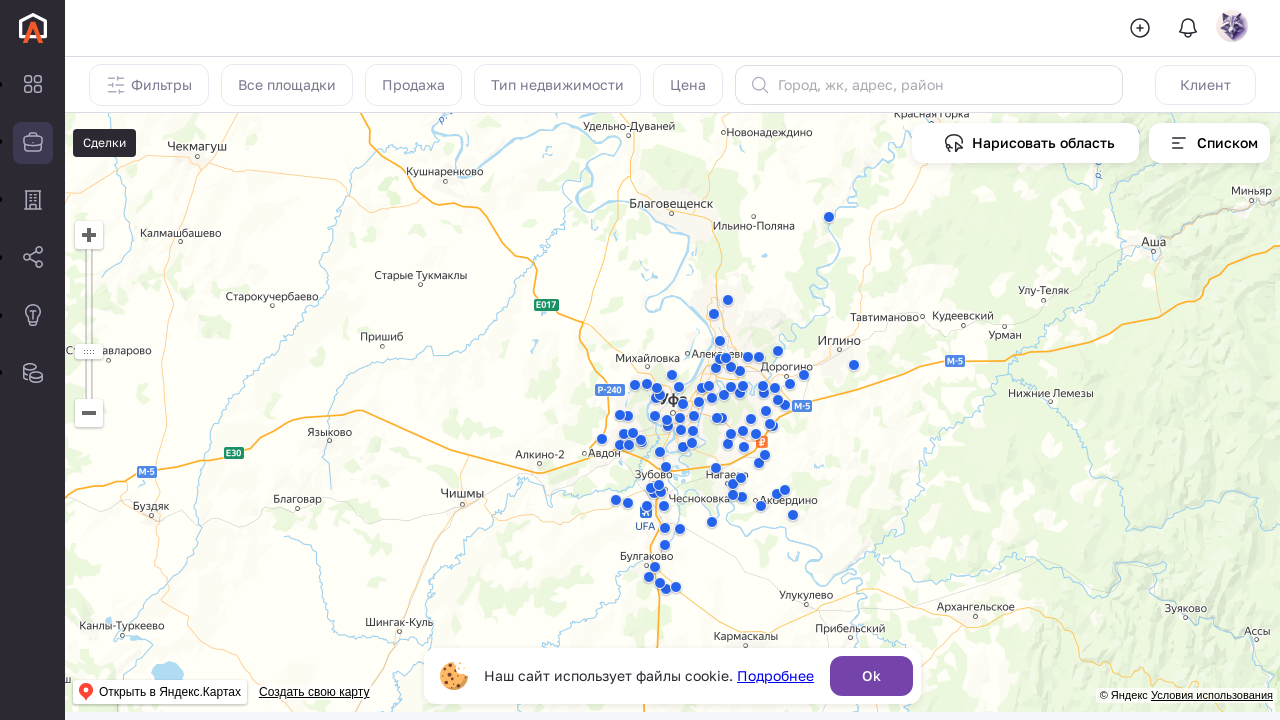 Фильтры
Все площадки
Продажа
Тип недвижимости
Цена
Город, жк, адрес, район
Клиент
Сделки
Нарисовать область
Списком
Чекмагуш
Удельно-Дуваней
Новонадеждино
Красная Горка
Кушнаренково
Благовещенск
Ильино-Поляна
Миньяр
Калмашбаево
Аша
Старые Тукмаклы
Старокучербаево
E017
Улу-Теляк
Тавтиманово
Кудеевский
Урман
Пришиб
Иглино
Михайловка
Дорогино
М-5
Р-240
Нижние Лемезы
Уфа
М-5
Языково
E30
М-5
Алкино-2
Авдон
Зубово
Нагаево
Буздяк
Благовар
Чишмы
Чесноковка
Акбердино
UFA
Булгаково
Улукулево
Архангельское
Зуяково
Канлы-Туркеево
Шингак-Куль
Прибельский
Кармаскалы
Ассы
Наш сайт использует файлы cookie. Подробнее
Ok
Открыть в Яндекс.Картах
Создать свою карту
© Яндекс Условия использования